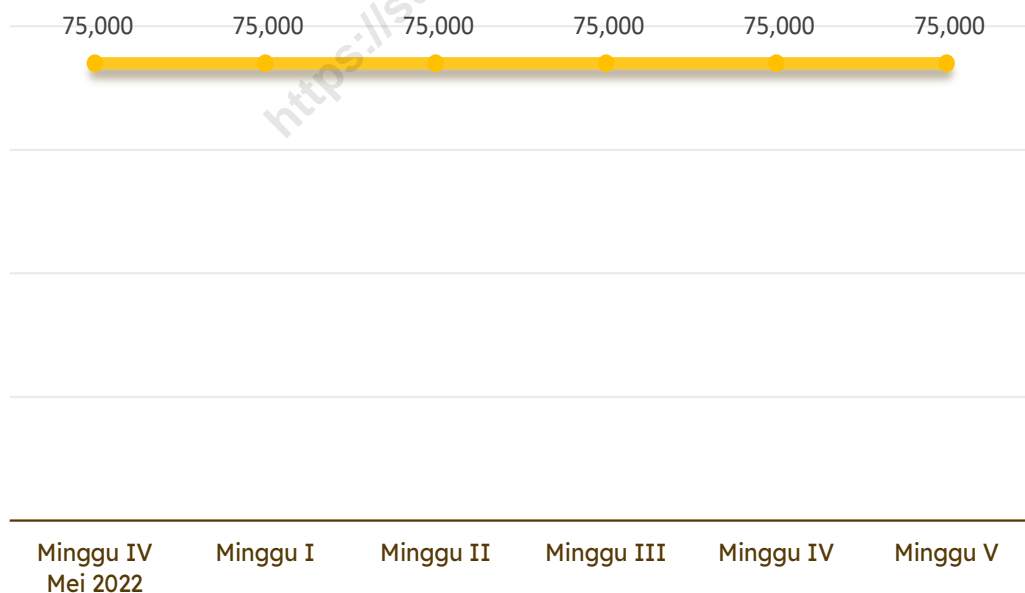 75,000 75,000 75,000 75,000 75,000 75,000
https://s
Minggu IV Minggu I Minggu II Minggu III Minggu IV Minggu V
Mei 2022